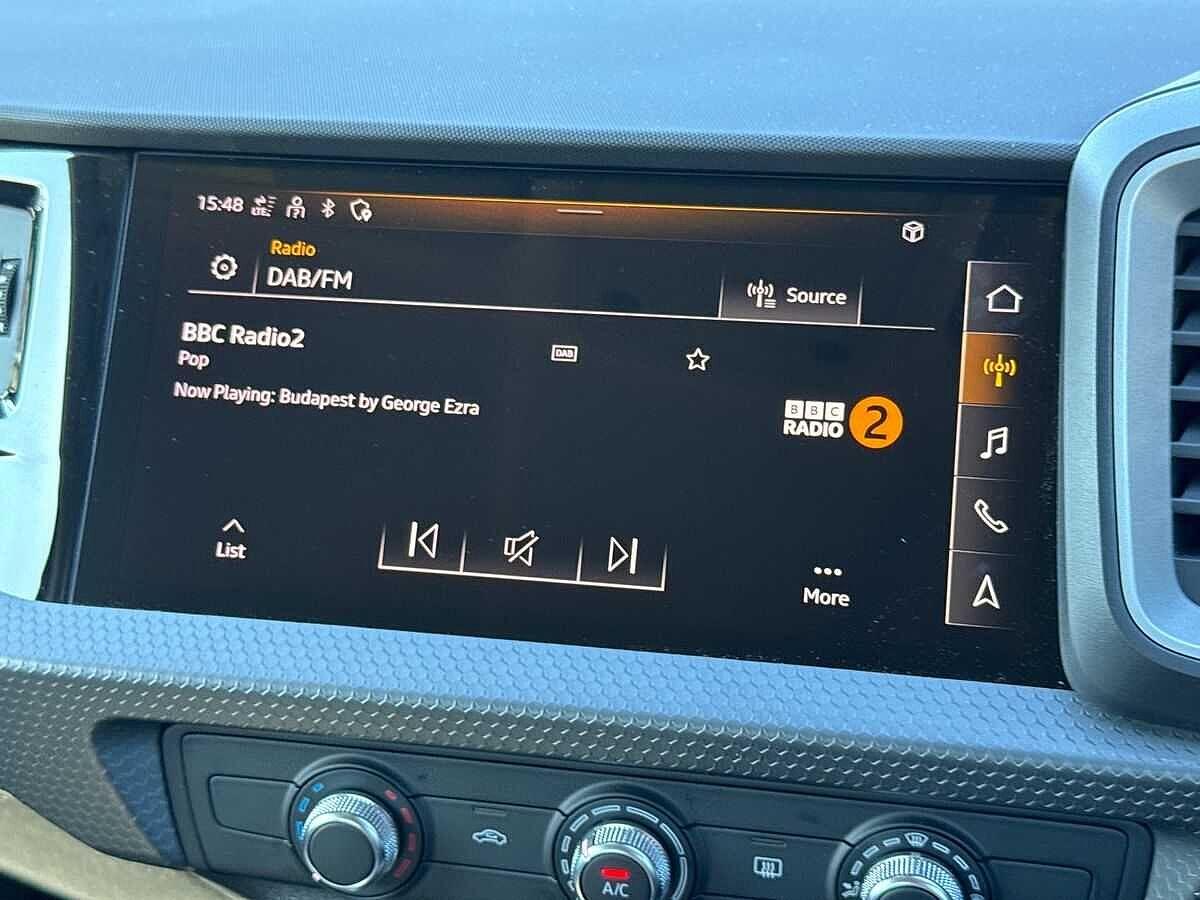 15:48 LTE
Radio
DAB/FM
Source
BBC Radio2
DAB
Pop
Now Playing: Budapest by George Ezra
BBC
RADIO 2
List
More
A/C